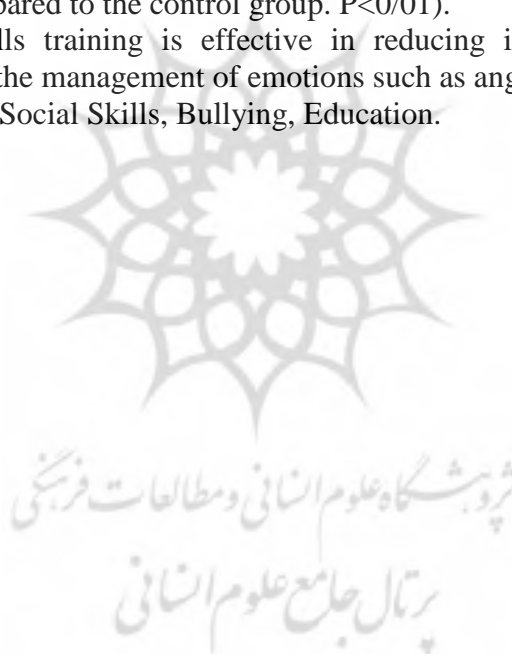 pared to the control group. P<0/01).
lls training is effective in reducing i
the management of emotions such as ang
Social Skills, Bullying, Education.
پژوهشگاه علوم انسانی و مطالعات فرهنگی
پرتال جامع علوم انسانی